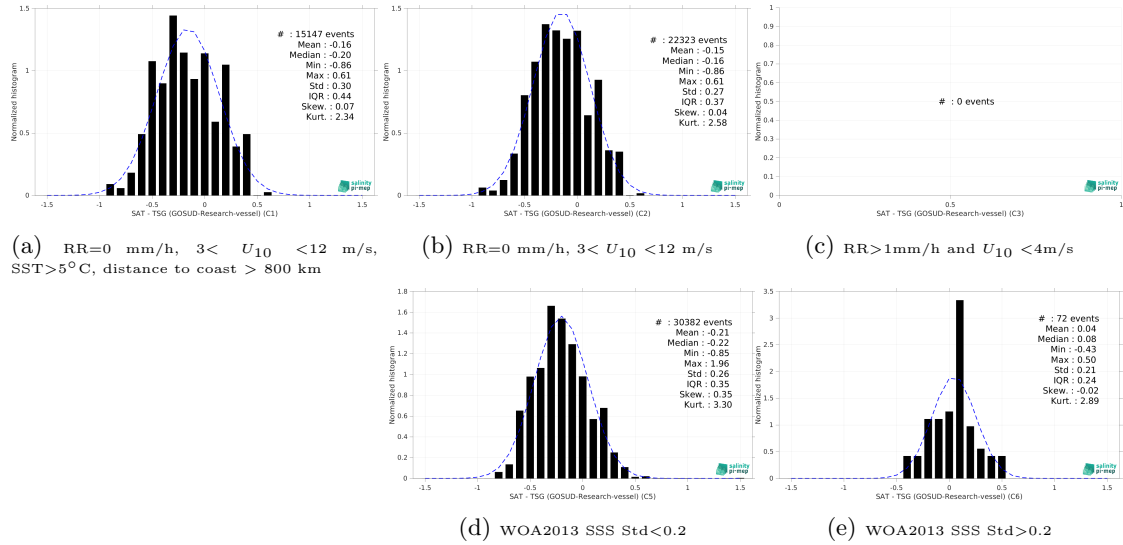 Normalized histogram
1.5
1
0.5
0
# : 15147 events
Mean : -0.16
Median : -0.20
Min : -0.86
Max : 0.61
Std : 0.30
IQR : 0.44
Skew. : 0.07
Kurt. : 2.34
salinity
pi-mep
-1.5 -1 -0.5 0 0.5 1 1.5
SAT - TSG (GOSUD-Research-vessel) (C1)
(a) RR=0 mm/h, 3< U10 <12 m/s,
SST>5°C, distance to coast > 800 km
Normalized histogram
1.5
1
0.5
0
# : 22323 events
Mean : -0.15
Median : -0.16
Min : -0.86
Max : 0.61
Std : 0.27
IQR : 0.37
Skew. : 0.04
Kurt. : 2.58
salinity
pi-mep
-1.5 -1 -0.5 0 0.5 1 1.5
SAT - TSG (GOSUD-Research-vessel) (C2)
(b) RR=0 mm/h, 3< U10 <12 m/s
Normalized histogram
1
0.9
0.8
0.7
0.6
0.5
0.4
0.3
0.2
0.1
0
# : 0 events
salinity
pi-mep
0 0.5 1
SAT - TSG (GOSUD-Research-vessel) (C3)
(c) RR>1mm/h and U10 <4m/s
Normalized histogram
1.8
1.6
1.4
1.2
1
0.8
0.6
0.4
0.2
0
# : 30382 events
Mean : -0.21
Median : -0.22
Min : -0.85
Max : 1.96
Std : 0.26
IQR : 0.35
Skew. : 0.35
Kurt. : 3.30
salinity
pi-mep
-1.5 -1 -0.5 0 0.5 1 1.5
SAT - TSG (GOSUD-Research-vessel) (C5)
(d) WOA2013 SSS Std<0.2
Normalized histogram
3.5
3
2.5
2
1.5
1
0.5
0
# : 72 events
Mean : 0.04
Median : 0.08
Min : -0.43
Max : 0.50
Std : 0.21
IQR : 0.24
Skew. : -0.02
Kurt. : 2.89
salinity
pi-mep
-1.5 -1 -0.5 0 0.5 1 1.5
SAT - TSG (GOSUD-Research-vessel) (C6)
(e) WOA2013 SSS Std>0.2